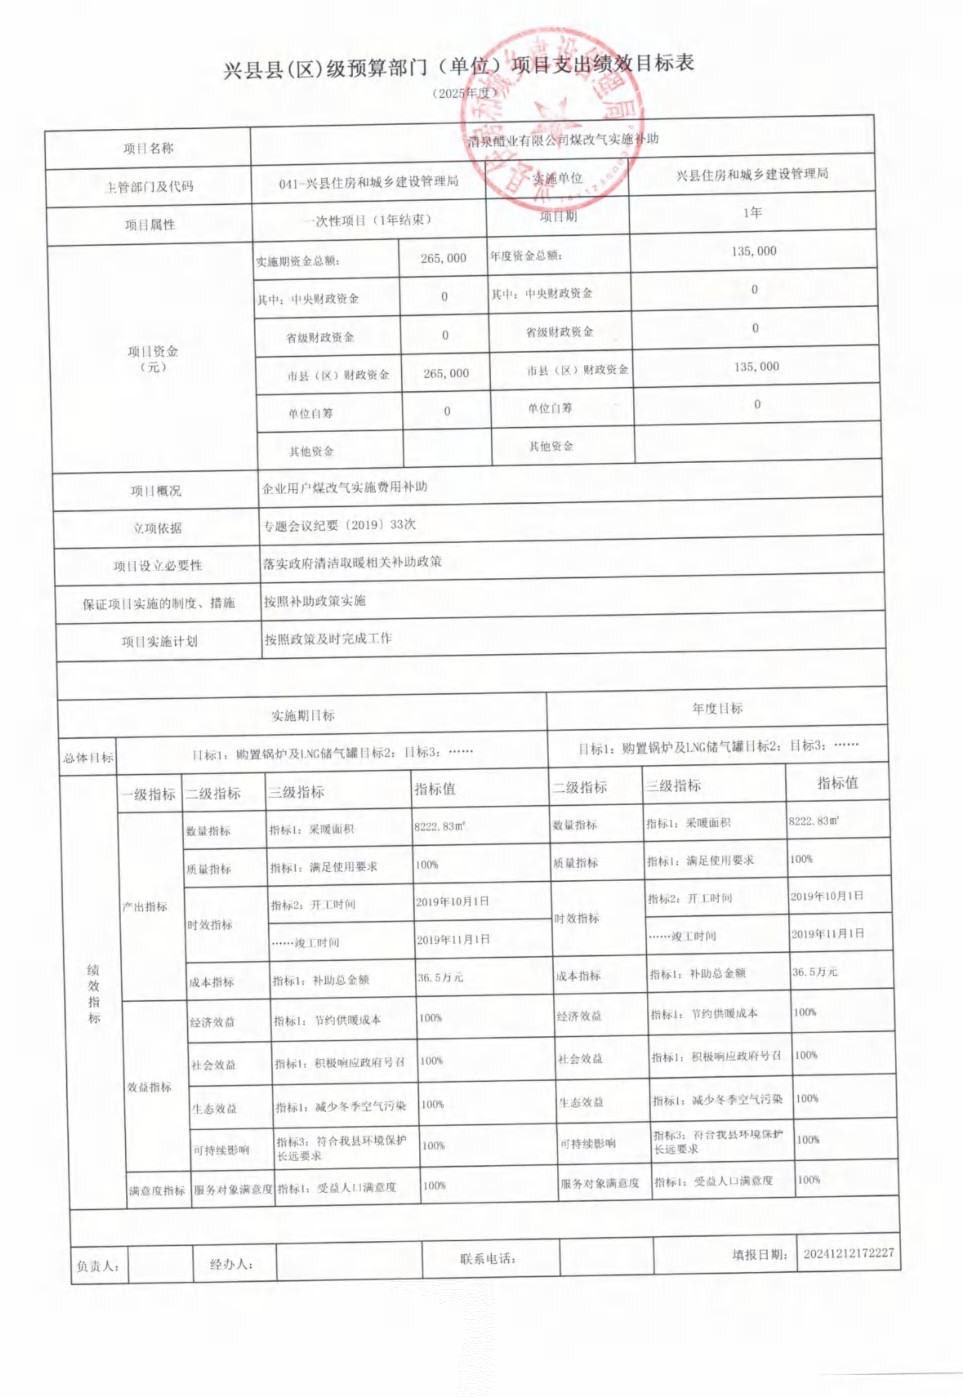 兴县县(区)级预算部门（单位）项目支出绩效目标表
（2025年度）
项目名称 清泉醋业有限公司煤改气实施补助
主管部门及代码 041-兴县住房和城乡建设管理局 实施单位 兴县住房和城乡建设管理局
项目属性 一次性项目（1年结束） 项目期 1年
项目资金
（元）
实施期资金总额： 265,000 年度资金总额： 135,000
其中：中央财政资金 0 其中：中央财政资金 0
省级财政资金 0 省级财政资金 0
市县（区）财政资金 265,000 市县（区）财政资金 135,000
单位自筹 0 单位自筹 0
其他资金 其他资金
项目概况 企业用户煤改气实施费用补助
立项依据 专题会议纪要〔2019〕33次
项目设立必要性 落实政府清洁取暖相关补助政策
保证项目实施的制度、措施 按照补助政策实施
项目实施计划 按照政策及时完成工作
实施期目标 年度目标
总体目标 目标1：购置锅炉及LNG储气罐目标2：目标3：…… 目标1：购置锅炉及LNG储气罐目标2：目标3：……
绩效指标
一级指标 二级指标 三级指标 指标值 二级指标 三级指标 指标值
产出指标
数量指标 指标1：采暖面积 8222.83㎡ 数量指标 指标1：采暖面积 8222.83㎡
质量指标 指标1：满足使用要求 100% 质量指标 指标1：满足使用要求 100%
时效指标 指标2：开工时间 2019年10月1日 时效指标 指标2：开工时间 2019年10月1日
……竣工时间 2019年11月1日 ……竣工时间 2019年11月1日
成本指标 指标1：补助总金额 36.5万元 成本指标 指标1：补助总金额 36.5万元
效益指标
经济效益 指标1：节约供暖成本 100% 经济效益 指标1：节约供暖成本 100%
社会效益 指标1：积极响应政府号召 100% 社会效益 指标1：积极响应政府号召 100%
生态效益 指标1：减少冬季空气污染 100% 生态效益 指标1：减少冬季空气污染 100%
可持续影响 指标3：符合我县环境保护长远要求 100% 可持续影响 指标3：符合我县环境保护长远要求 100%
满意度指标 服务对象满意度 指标1：受益人口满意度 100% 服务对象满意度 指标1：受益人口满意度 100%
负责人： 经办人： 联系电话： 填报日期： 20241212172227